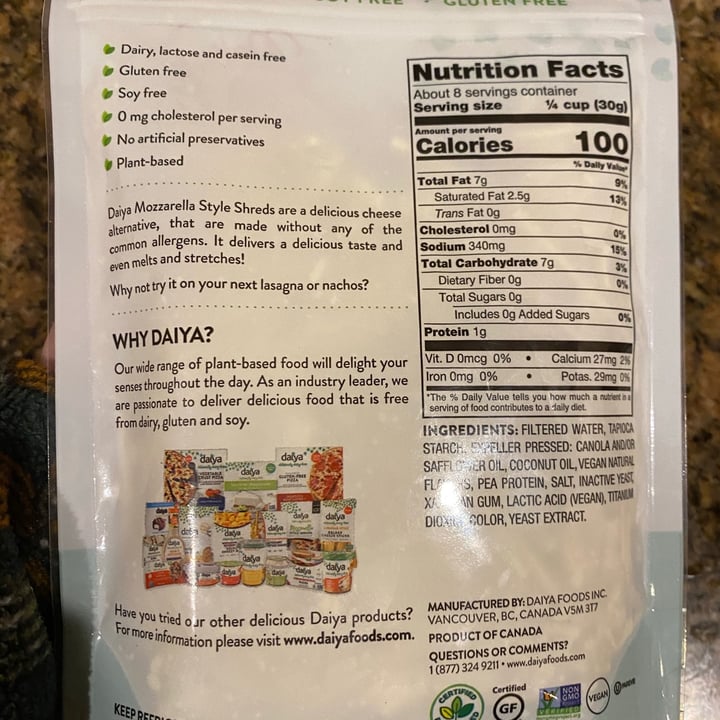 GLUTEN FREE
Dairy, lactose and casein free
Gluten free
Soy free
0 mg cholesterol per serving
No artificial preservatives
Plant-based
Daiya Mozzarella Style Shreds are a delicious cheese
alternative, that are made without any of the
common allergens. It delivers a delicious taste and
even melts and stretches!
Why not try it on your next lasagna or nachos?
WHY DAIYA?
Our wide range of plant-based food will delight your
senses throughout the day. As an industry leader, we
are passionate to deliver delicious food that is free
from dairy, gluten and soy.
daiya
daiya
daiya
daiya
daiya
daiya
Have you tried our other delicious Daiya products?
For more information please visit www.daiyafoods.com.
Nutrition Facts
About 8 servings container
Serving size ¼ cup (30g)
Amount per serving
Calories 100
% Daily Value*
Total Fat 7g 9%
Saturated Fat 2.5g 13%
Trans Fat 0g
Cholesterol 0mg 0%
Sodium 340mg 15%
Total Carbohydrate 7g 3%
Dietary Fiber 0g 0%
Total Sugars 0g
Includes 0g Added Sugars 0%
Protein 1g
Vit. D 0mcg 0% • Calcium 27mg 2%
Iron 0mg 0% • Potas. 29mg 0%
*The % Daily Value tells you how much a nutrient in a
serving of food contributes to a daily diet.
INGREDIENTS: FILTERED WATER, TAPIOCA
STARCH, EXPELLER PRESSED: CANOLA AND/OR
SAFFLOWER OIL, COCONUT OIL, VEGAN NATURAL
FLAVORS, PEA PROTEIN, SALT, INACTIVE YEAST,
XANTHAN GUM, LACTIC ACID (VEGAN), TITANIUM
DIOXIDE COLOR, YEAST EXTRACT.
MANUFACTURED BY: DAIYA FOODS INC.
VANCOUVER, BC, CANADA V5M 3T7
PRODUCT OF CANADA
QUESTIONS OR COMMENTS?
1 (877) 324 9211 • www.daiyafoods.com
CERTIFIED
Certified
GF
NON
GMO
VERIFIED
VEGAN